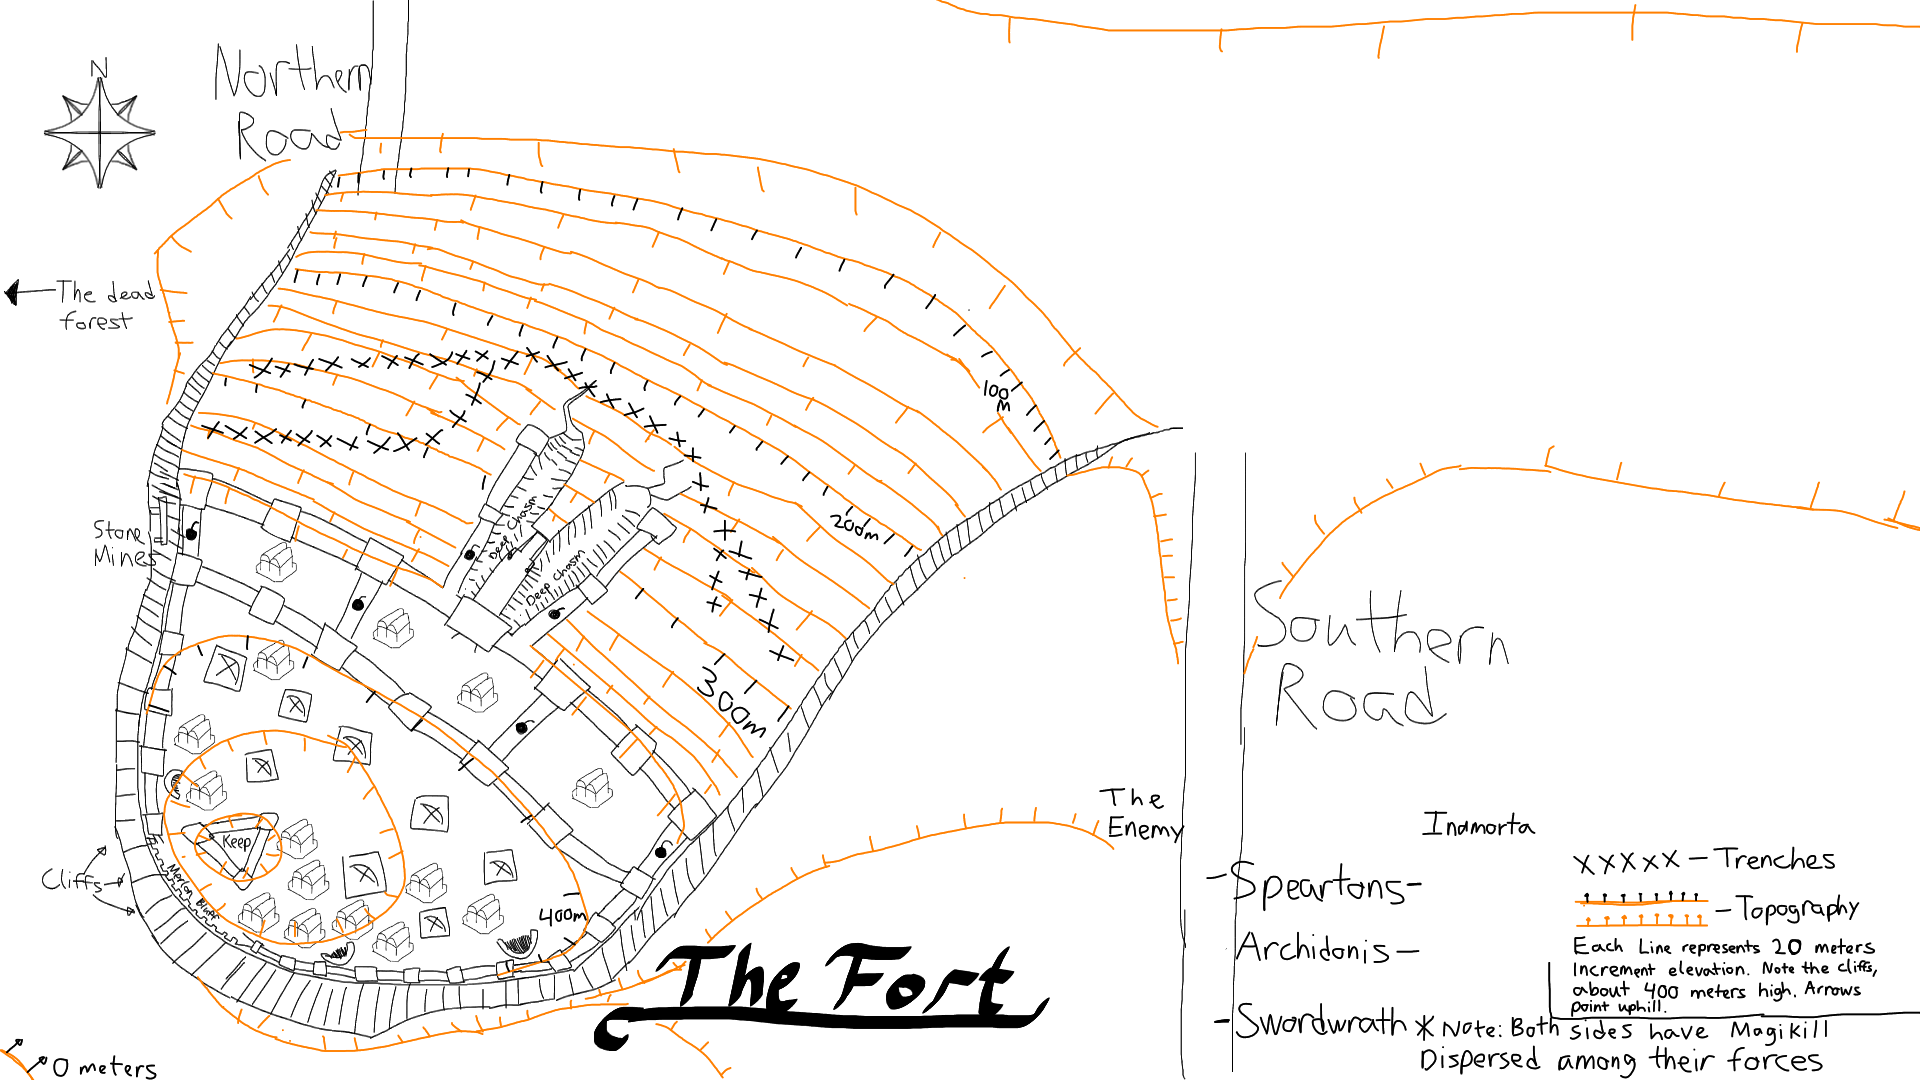 N
Northern
Road
The dead
forest
100
M
200m
300m
400m
Stone
Mines
Deep Chasm
Deep Chasm
Keep
Merlon Bluff
Cliffs
The Fort
0 meters
Southern
Road
The
Enemy
Inamorta
-Speartons-
Archidonis-
-Swordwrath
XXXXX - Trenches
- Topography
Each Line represents 20 meters
Increment elevation. Note the cliffs,
about 400 meters high. Arrows
point uphill.
* Note: Both sides have Magikill
Dispersed among their forces